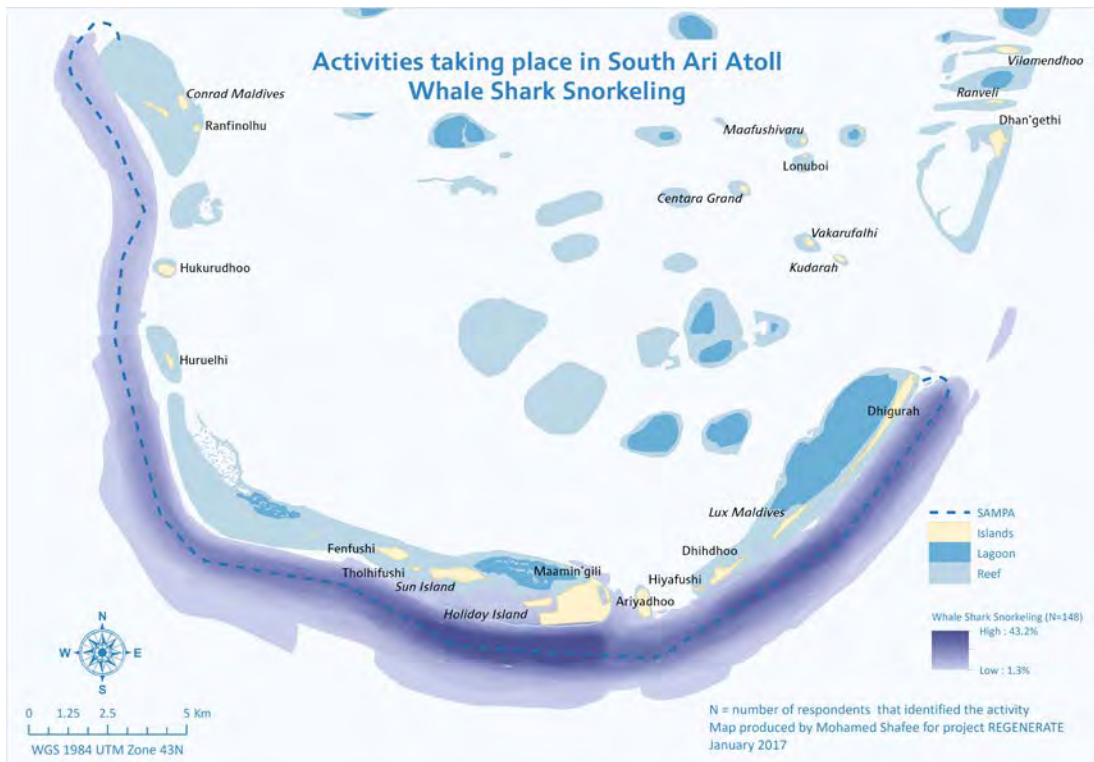 Activities taking place in South Ari Atoll
Whale Shark Snorkeling
Conrad Maldives
Ranfinolhu
Hukurudhoo
Huruelhi
Vilamendhoo
Ranveli
Dhan'gethi
Maafushivaru
Lonuboi
Centara Grand
Vakarufalhi
Kudarah
Dhigurah
Lux Maldives
Dhihdhoo
Hiyafushi
Ariyadhoo
Maamin'gili
Fenfushi
Tholhifushi
Sun Island
Holiday Island
SAMPA
Islands
Lagoon
Reef
Whale Shark Snorkeling (N=148)
High : 43.2%
Low : 1.3%
N
W E
S
0 1.25 2.5 5 Km
WGS 1984 UTM Zone 43N
N = number of respondents that identified the activity
Map produced by Mohamed Shafee for project REGENERATE
January 2017